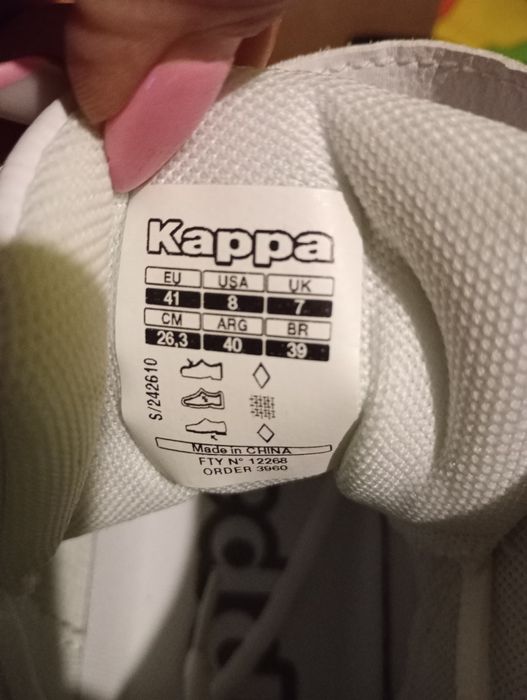 Kappa
EU USA UK
41 8 7
CM ARG BR
26,3 40 39
S/242610
Made in CHINA
FTY N° 12268
ORDER 3960